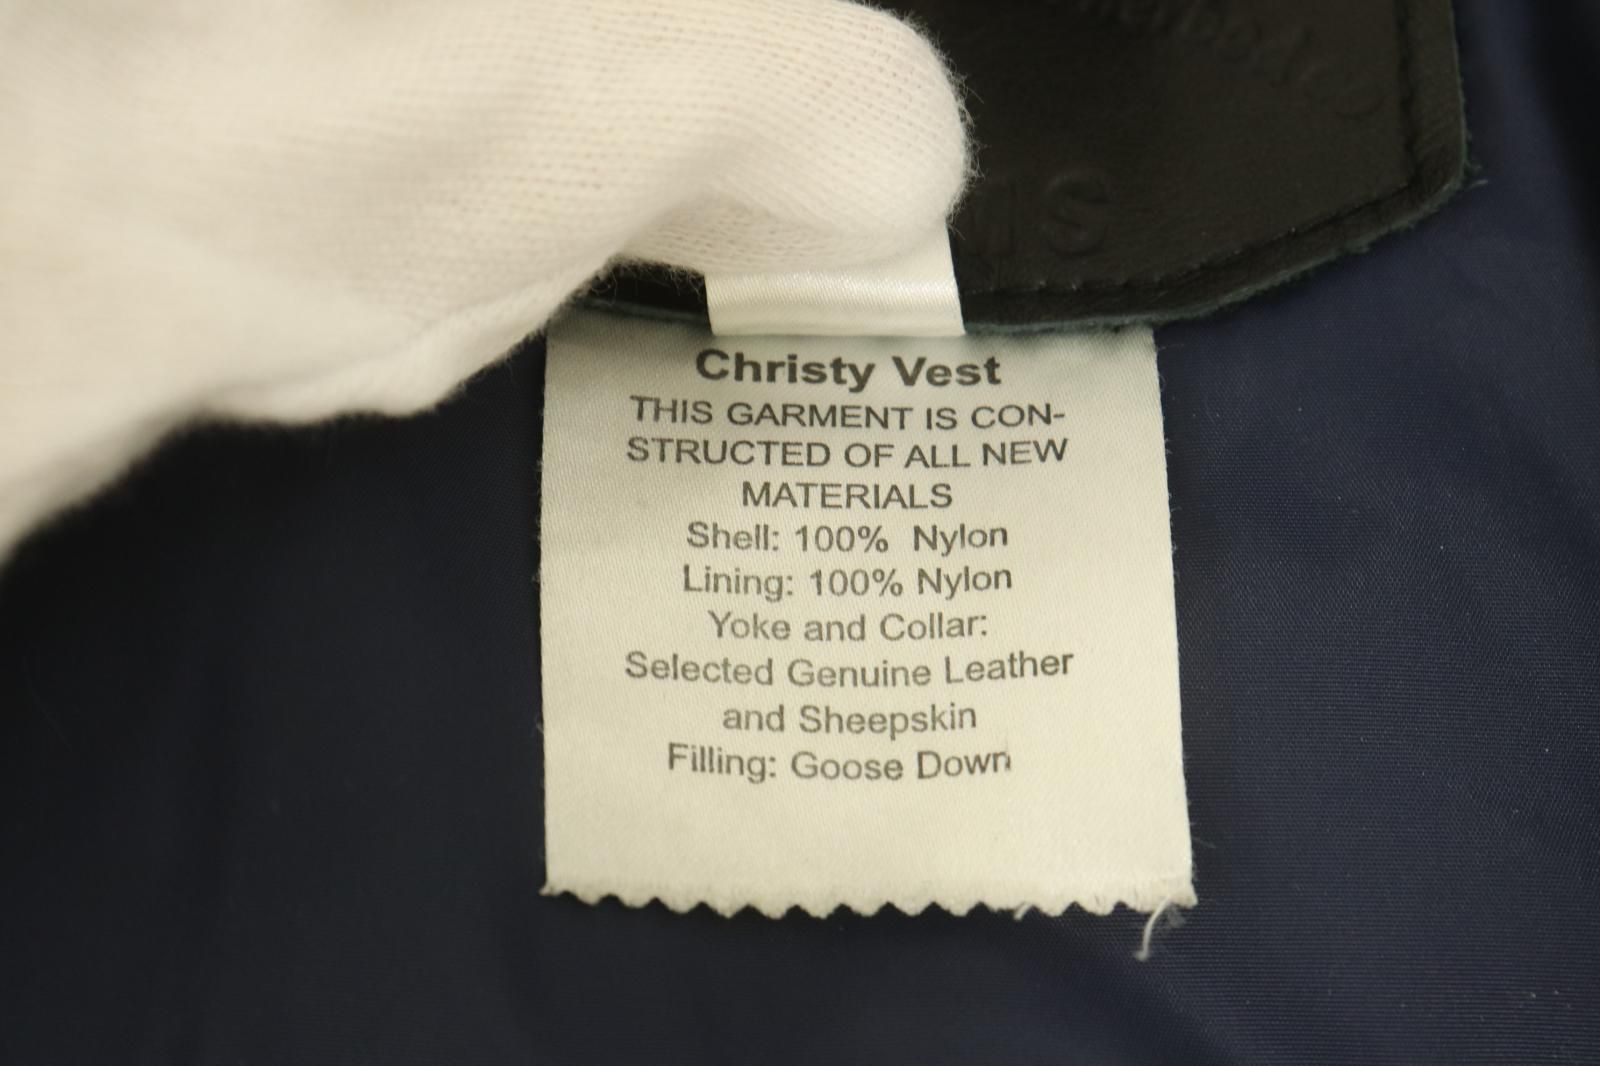 Christy Vest
THIS GARMENT IS CON-
STRUCTED OF ALL NEW
MATERIALS
Shell: 100% Nylon
Lining: 100% Nylon
Yoke and Collar:
Selected Genuine Leather
and Sheepskin
Filling: Goose Down